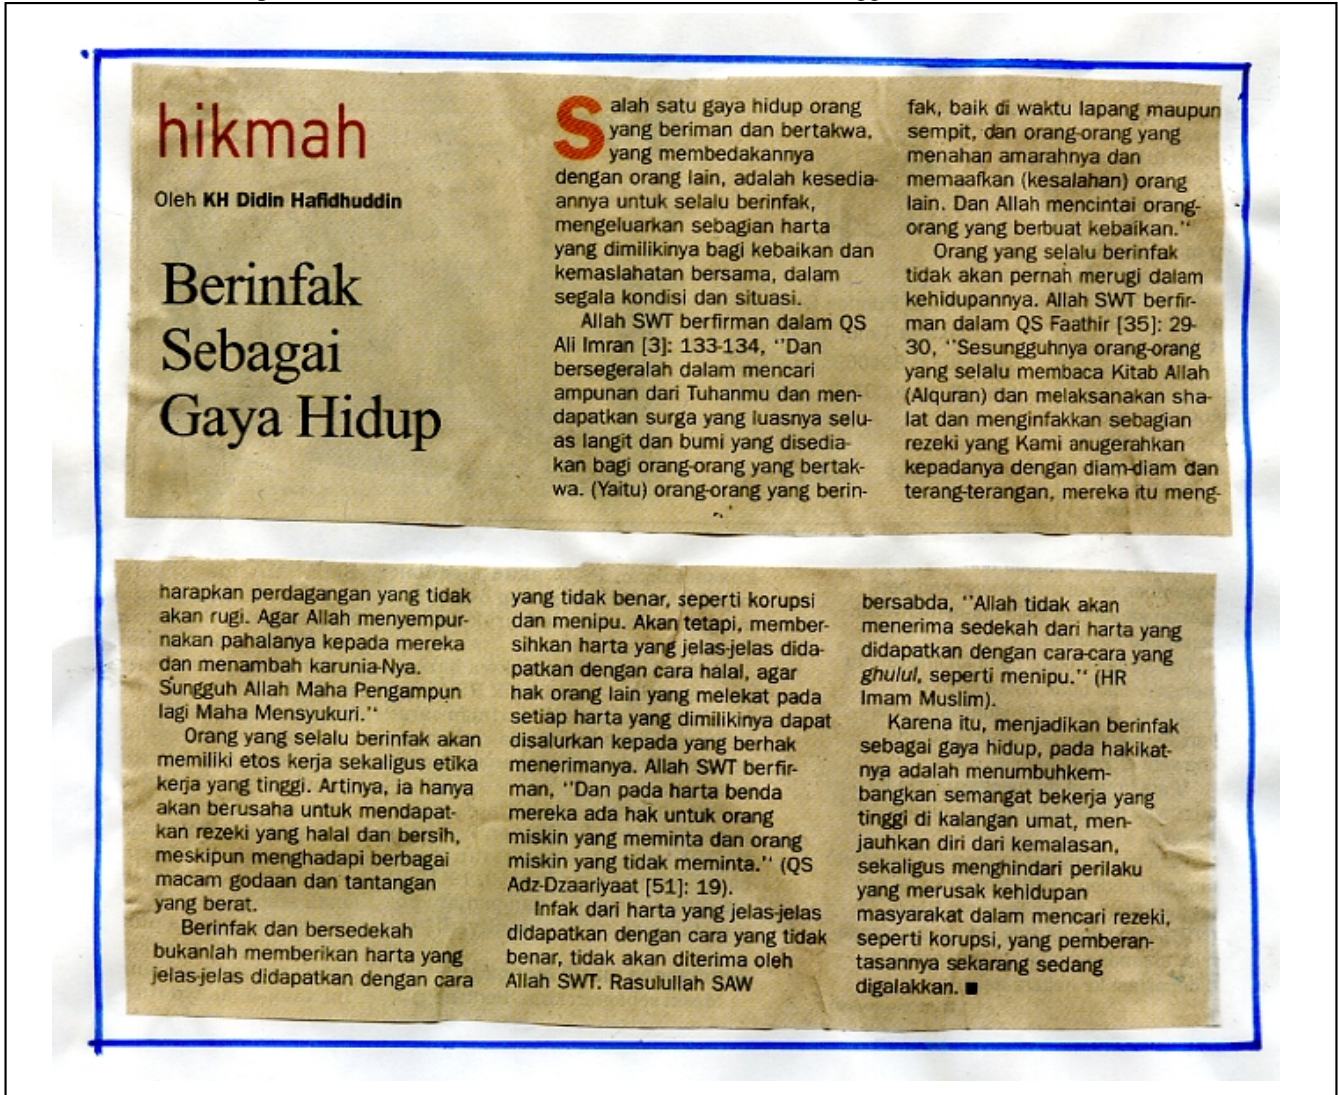 hikmah
Oleh KH Didin Hafidhuddin
Berinfak
Sebagai
Gaya Hidup
Salah satu gaya hidup orang
yang beriman dan bertakwa,
yang membedakannya
dengan orang lain, adalah kesedia-
annya untuk selalu berinfak,
mengeluarkan sebagian harta
yang dimilikinya bagi kebaikan dan
kemaslahatan bersama, dalam
segala kondisi dan situasi.
Allah SWT berfirman dalam QS
Ali Imran [3]: 133-134, ''Dan
bersegeralah dalam mencari
ampunan dari Tuhanmu dan men-
dapatkan surga yang luasnya selu-
as langit dan bumi yang disedia-
kan bagi orang-orang yang bertak-
wa. (Yaitu) orang-orang yang berin-
fak, baik di waktu lapang maupun
sempit, dan orang-orang yang
menahan amarahnya dan
memaafkan (kesalahan) orang
lain. Dan Allah mencintai orang-
orang yang berbuat kebaikan.''
Orang yang selalu berinfak
tidak akan pernah merugi dalam
kehidupannya. Allah SWT berfir-
man dalam QS Faathir [35]: 29-
30, ''Sesungguhnya orang-orang
yang selalu membaca Kitab Allah
(Alquran) dan melaksanakan sha-
lat dan menginfakkan sebagian
rezeki yang Kami anugerahkan
kepadanya dengan diam-diam dan
terang-terangan, mereka itu meng-
harapkan perdagangan yang tidak
akan rugi. Agar Allah menyempur-
nakan pahalanya kepada mereka
dan menambah karunia-Nya.
Sungguh Allah Maha Pengampun
lagi Maha Mensyukuri.''
Orang yang selalu berinfak akan
memiliki etos kerja sekaligus etika
kerja yang tinggi. Artinya, ia hanya
akan berusaha untuk mendapat-
kan rezeki yang halal dan bersih,
meskipun menghadapi berbagai
macam godaan dan tantangan
yang berat.
Berinfak dan bersedekah
bukanlah memberikan harta yang
jelas-jelas didapatkan dengan cara
yang tidak benar, seperti korupsi
dan menipu. Akan tetapi, member-
sihkan harta yang jelas-jelas dida-
patkan dengan cara halal, agar
hak orang lain yang melekat pada
setiap harta yang dimilikinya dapat
disalurkan kepada yang berhak
menerimanya. Allah SWT berfir-
man, ''Dan pada harta benda
mereka ada hak untuk orang
miskin yang meminta dan orang
miskin yang tidak meminta.'' (QS
Adz-Dzaariyaat [51]: 19).
Infak dari harta yang jelas-jelas
didapatkan dengan cara yang tidak
benar, tidak akan diterima oleh
Allah SWT. Rasulullah SAW
bersabda, ''Allah tidak akan
menerima sedekah dari harta yang
didapatkan dengan cara-cara yang
ghulul, seperti menipu.'' (HR
Imam Muslim).
Karena itu, menjadikan berinfak
sebagai gaya hidup, pada hakikat-
nya adalah menumbuhkem-
bangkan semangat bekerja yang
tinggi di kalangan umat, men-
jauhkan diri dari kemalasan,
sekaligus menghindari perilaku
yang merusak kehidupan
masyarakat dalam mencari rezeki,
seperti korupsi, yang pemberan-
tasannya sekarang sedang
digalakkan. ■